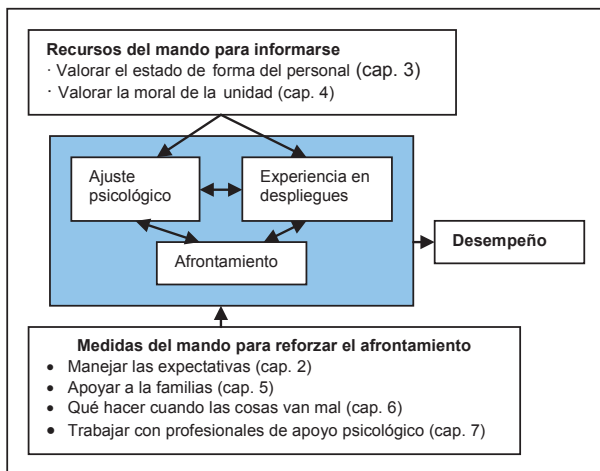 Recursos del mando para informarse
· Valorar el estado de forma del personal (cap. 3)
· Valorar la moral de la unidad (cap. 4)
Ajuste
psicológico
Experiencia en
despliegues
Afrontamiento
Desempeño
Medidas del mando para reforzar el afrontamiento
• Manejar las expectativas (cap. 2)
• Apoyar a la familias (cap. 5)
• Qué hacer cuando las cosas van mal (cap. 6)
• Trabajar con profesionales de apoyo psicológico (cap. 7)